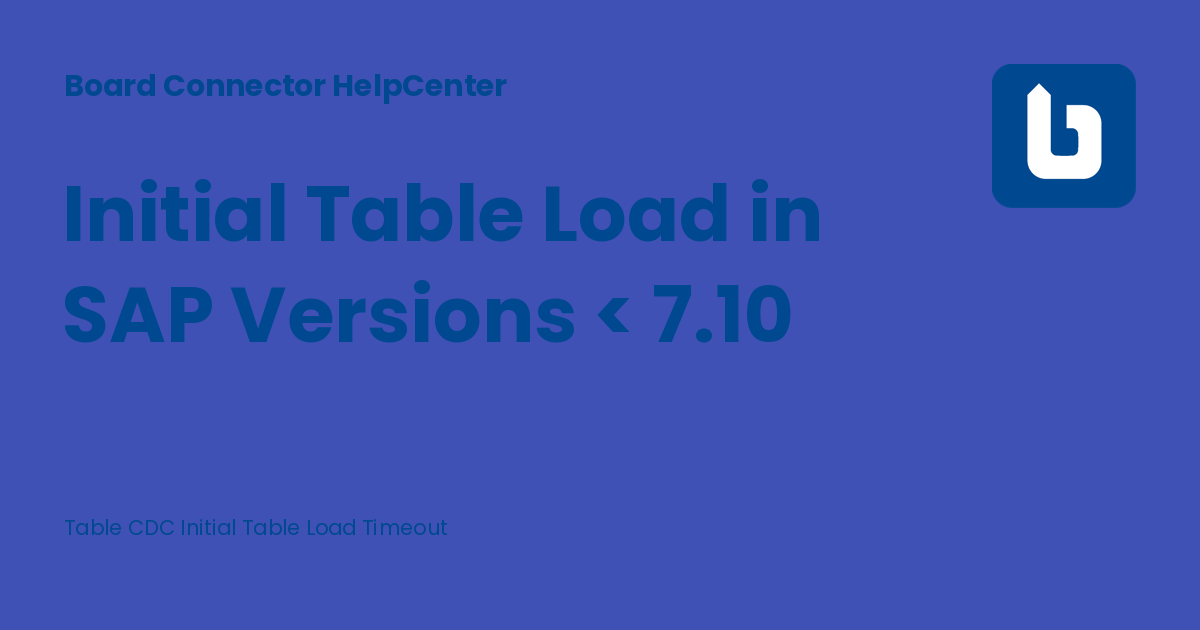 Board Connector HelpCenter
Initial Table Load in
SAP Versions < 7.10
Table CDC Initial Table Load Timeout